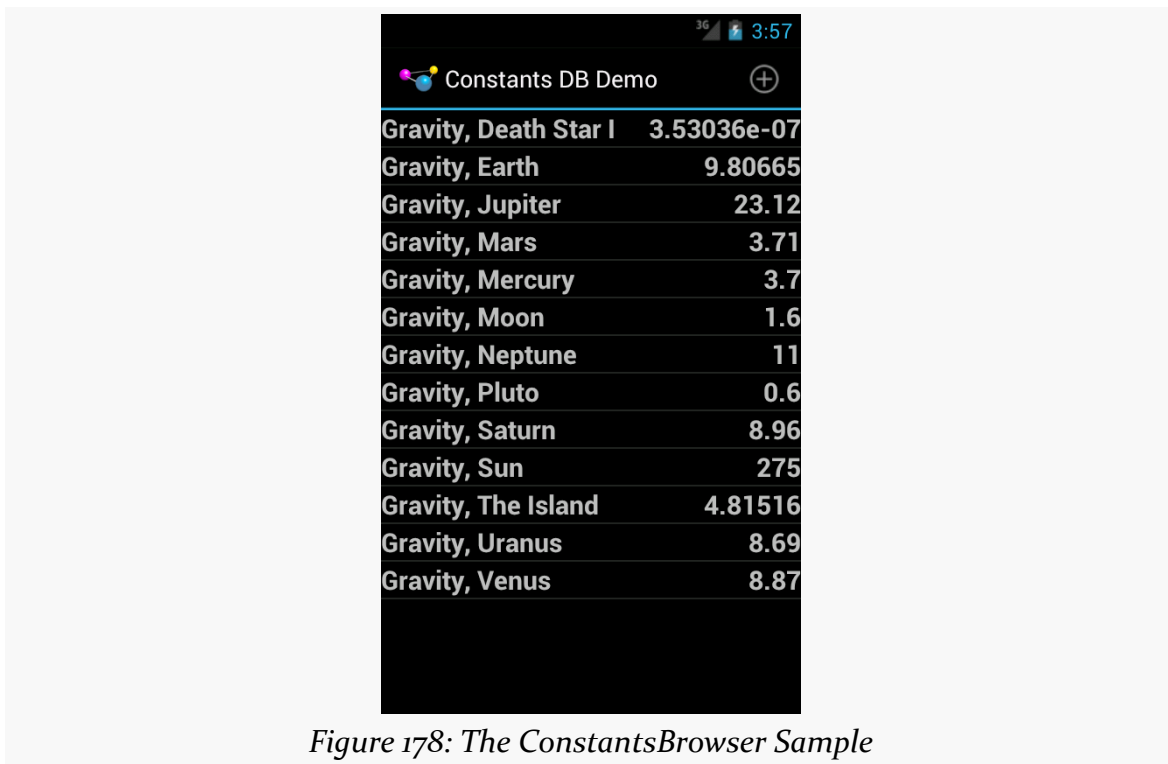 3G 3:57
Constants DB Demo
Gravity, Death Star I 3.53036e-07
Gravity, Earth 9.80665
Gravity, Jupiter 23.12
Gravity, Mars 3.71
Gravity, Mercury 3.7
Gravity, Moon 1.6
Gravity, Neptune 11
Gravity, Pluto 0.6
Gravity, Saturn 8.96
Gravity, Sun 275
Gravity, The Island 4.81516
Gravity, Uranus 8.69
Gravity, Venus 8.87
Figure 178: The ConstantsBrowser Sample